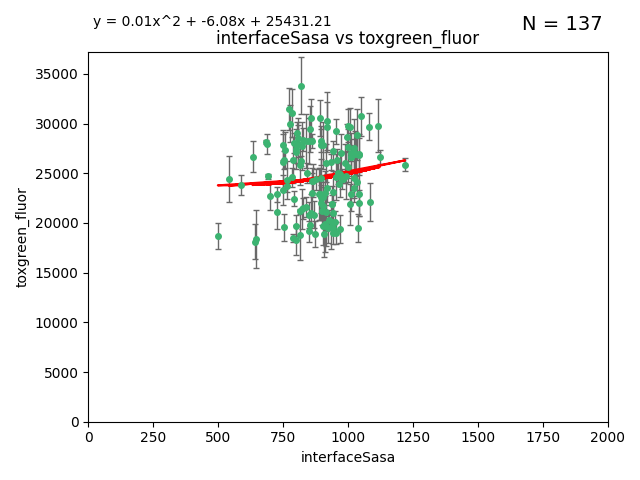 y = 0.01x^2 + -6.08x + 25431.21
N = 137
interfaceSasa vs toxgreen_fluor
toxgreen_fluor
35000
30000
25000
20000
15000
10000
5000
0
0 250 500 750 1000 1250 1500 1750 2000
interfaceSasa